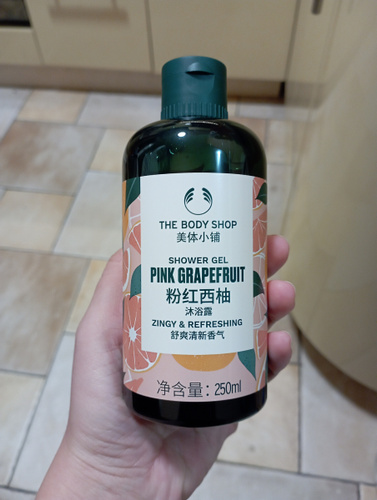 THE BODY SHOP
美体小铺
SHOWER GEL
PINK GRAPEFRUIT
粉红西柚
沐浴露
ZINGY & REFRESHING
舒爽清新香气
净含量：250ml